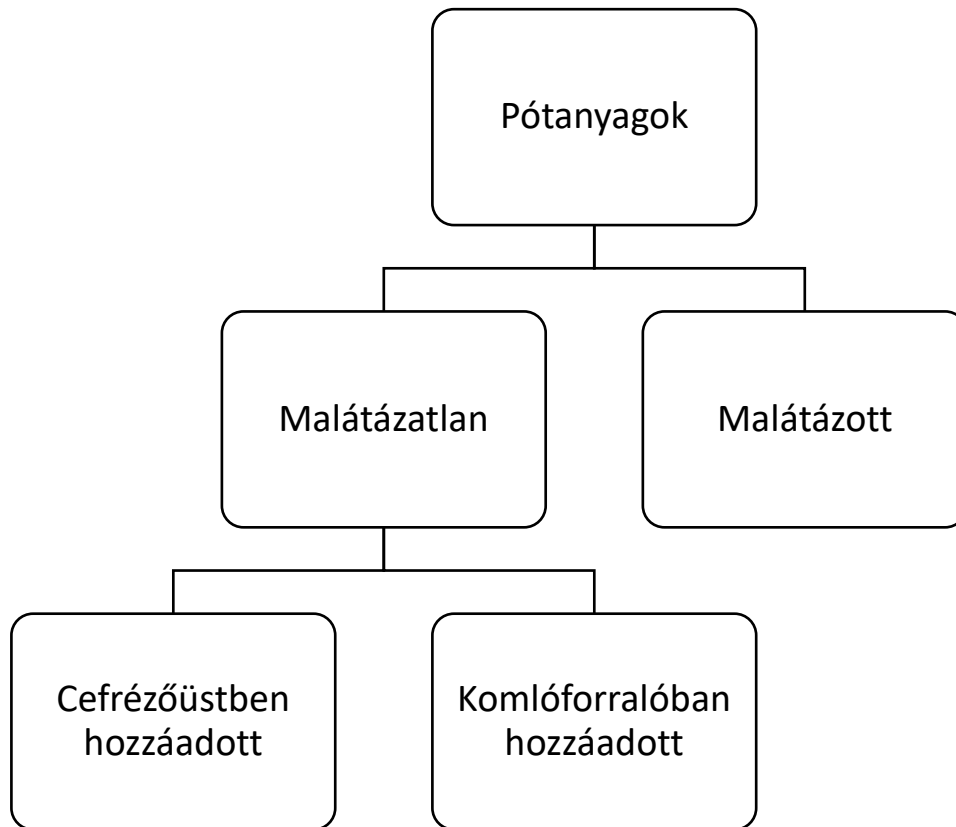 Pótanyagok
Malátázatlan
Malátázott
Cefrézőüstben
hozzáadott
Komlóforralóban
hozzáadott